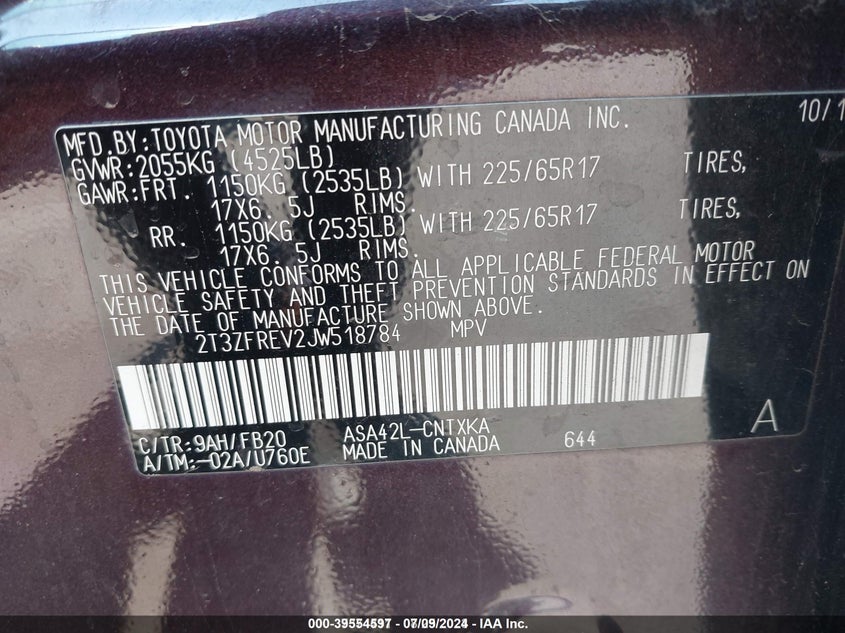 10/1
MFD.BY:TOYOTA MOTOR MANUFACTURING CANADA INC.
GVWR:2055KG (4525LB)
GAWR:FRT. 1150KG (2535LB) WITH 225/65R17 TIRES,
17X6. 5J RIMS.
RR. 1150KG (2535LB) WITH 225/65R17 TIRES,
17X6. 5J RIMS.
THIS VEHICLE CONFORMS TO ALL APPLICABLE FEDERAL MOTOR
VEHICLE SAFETY AND THEFT PREVENTION STANDARDS IN EFFECT ON
THE DATE OF MANUFACTURE SHOWN ABOVE.
2T3ZFREV2JW518784 MPV
A
C/TR:9AH/FB20 ASA42L-CNTXKA 644
A/TM:-02A/U760E MADE IN CANADA
000-39554597 - 07/09/2024 - IAA Inc.